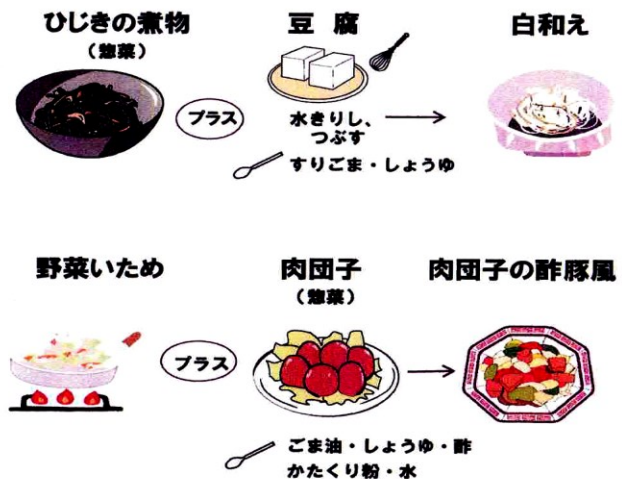 ひじきの煮物
（惣菜）
プラス
豆腐
水きりし、
つぶす
すりごま・しょうゆ
白和え
野菜いため
プラス
肉団子
（惣菜）
ごま油・しょうゆ・酢
かたくり粉・水
肉団子の酢豚風